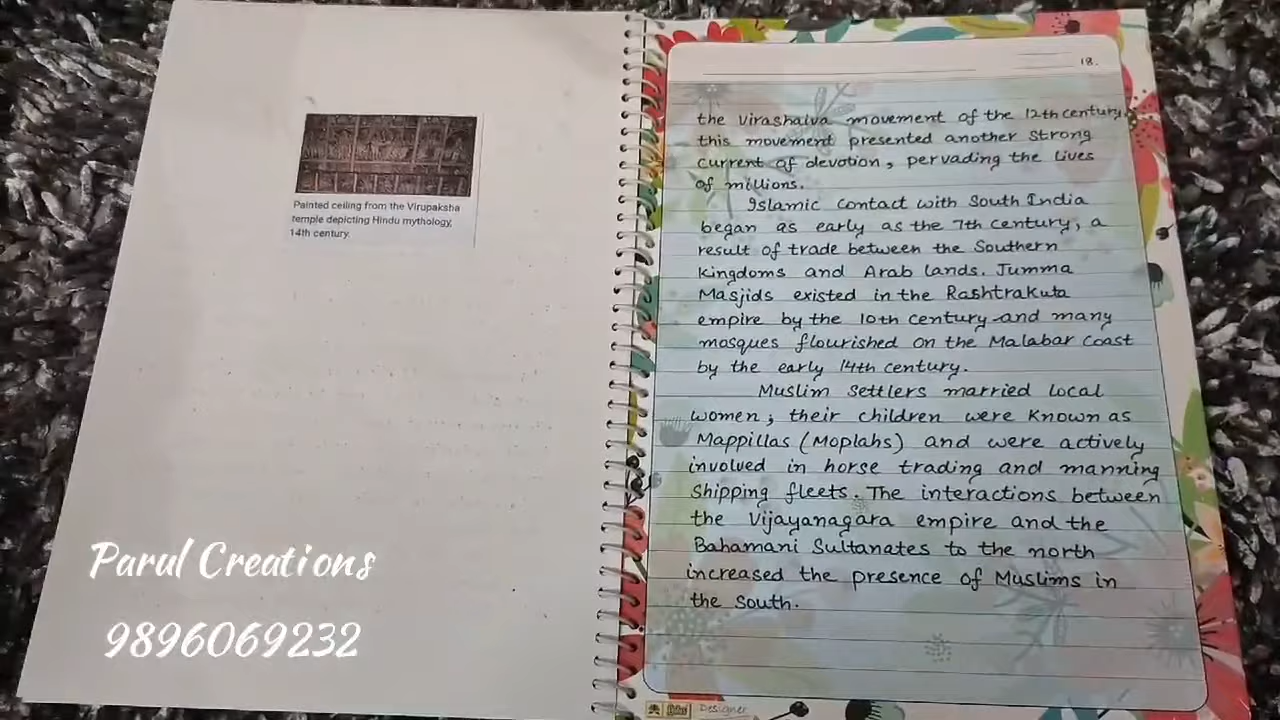 Painted ceiling from the Virupaksha
temple depicting Hindu mythology,
14th century.
Parul Creations
9896069232
18.
the Virashaiva movement of the 12th century,
this movement presented another strong
current of devotion, pervading the lives
of millions.
Islamic contact with South India
began as early as the 7th century, a
result of trade between the Southern
Kingdoms and Arab lands. Jumma
Masjids existed in the Rashtrakuta
empire by the 10th century and many
mosques flourished on the Malabar coast
by the early 14th century.
Muslim settlers married local
women; their children were known as
Mappillas (Moplahs) and were actively
involved in horse trading and manning
shipping fleets. The interactions between
the Vijayanagara empire and the
Bahamani Sultanates to the north
increased the presence of Muslims in
the South.
Designer